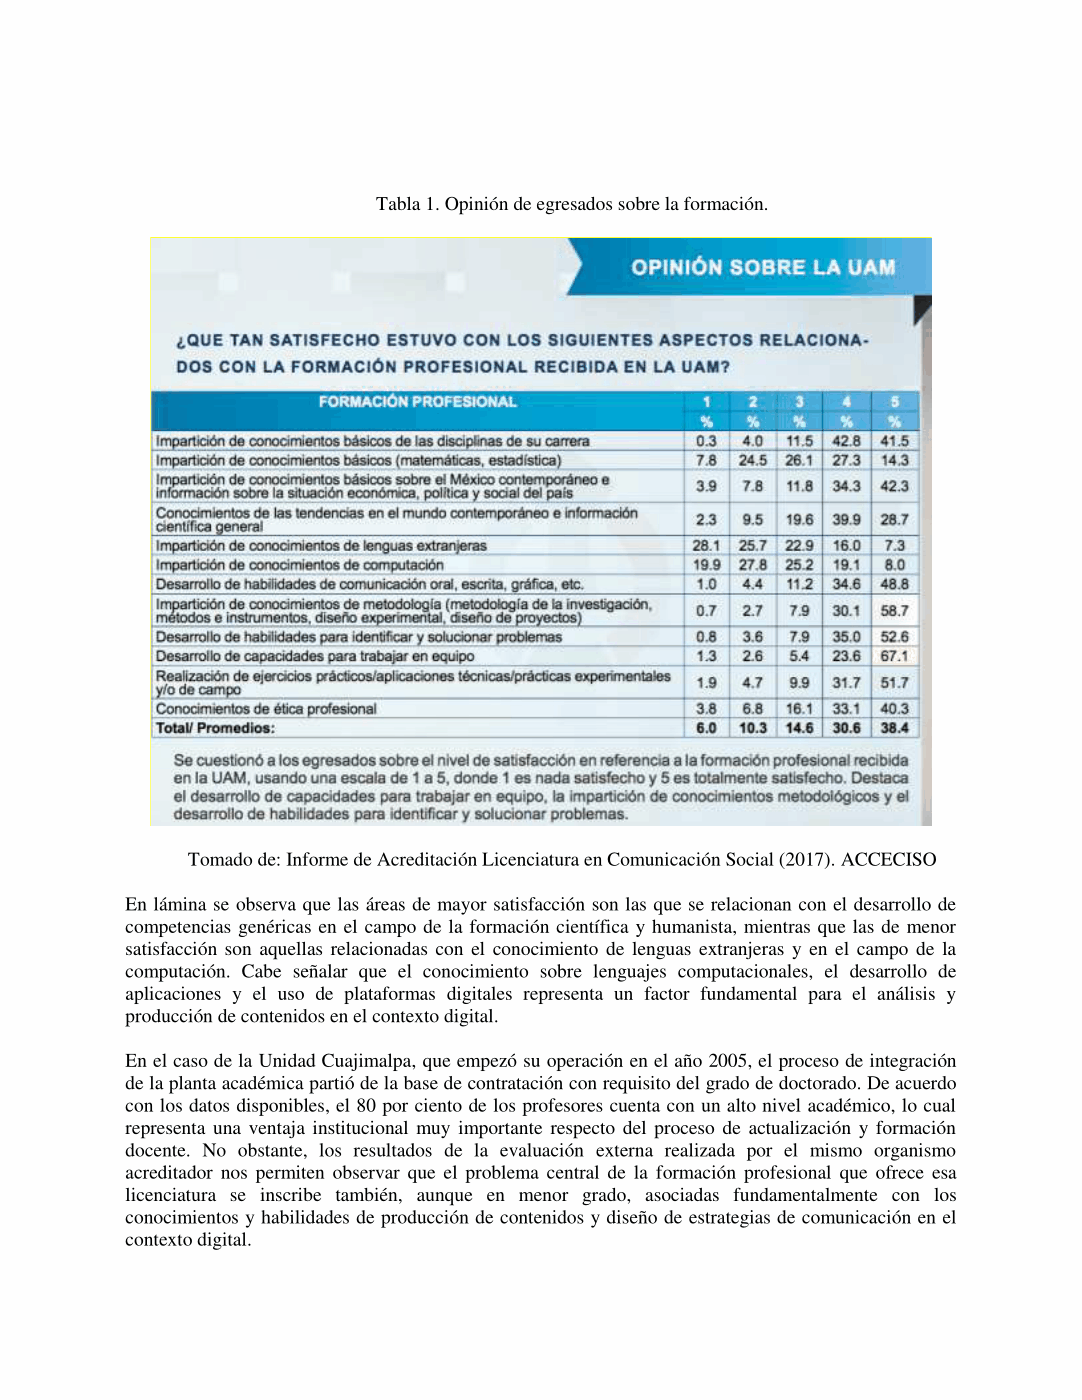 Tabla 1. Opinión de egresados sobre la formación.
OPINIÓN SOBRE LA UAM
¿QUE TAN SATISFECHO ESTUVO CON LOS SIGUIENTES ASPECTOS RELACIONA-
DOS CON LA FORMACIÓN PROFESIONAL RECIBIDA EN LA UAM?
FORMACIÓN PROFESIONAL 1 2 3 4 5
% % % % %
Impartición de conocimientos básicos de las disciplinas de su carrera 0.3 4.0 11.5 42.8 41.5
Impartición de conocimientos básicos (matemáticas, estadística) 7.8 24.5 26.1 27.3 14.3
Impartición de conocimientos básicos sobre el México contemporáneo e
información sobre la situación económica, política y social del país 3.9 7.8 11.8 34.3 42.3
Conocimientos de las tendencias en el mundo contemporáneo e información
científica general 2.3 9.5 19.6 39.9 28.7
Impartición de conocimientos de lenguas extranjeras 28.1 25.7 22.9 16.0 7.3
Impartición de conocimientos de computación 19.9 27.8 25.2 19.1 8.0
Desarrollo de habilidades de comunicación oral, escrita, gráfica, etc. 1.0 4.4 11.2 34.6 48.8
Impartición de conocimientos de metodología (metodología de la investigación,
métodos e instrumentos, diseño experimental, diseño de proyectos) 0.7 2.7 7.9 30.1 58.7
Desarrollo de habilidades para identificar y solucionar problemas 0.8 3.6 7.9 35.0 52.6
Desarrollo de capacidades para trabajar en equipo 1.3 2.6 5.4 23.6 67.1
Realización de ejercicios prácticos/aplicaciones técnicas/prácticas experimentales
y/o de campo 1.9 4.7 9.9 31.7 51.7
Conocimientos de ética profesional 3.8 6.8 16.1 33.1 40.3
Total/ Promedios: 6.0 10.3 14.6 30.6 38.4
Se cuestionó a los egresados sobre el nivel de satisfacción en referencia a la formación profesional recibida
en la UAM, usando una escala de 1 a 5, donde 1 es nada satisfecho y 5 es totalmente satisfecho. Destaca
el desarrollo de capacidades para trabajar en equipo, la impartición de conocimientos metodológicos y el
desarrollo de habilidades para identificar y solucionar problemas.
Tomado de: Informe de Acreditación Licenciatura en Comunicación Social (2017). ACCECISO
En lámina se observa que las áreas de mayor satisfacción son las que se relacionan con el desarrollo de
competencias genéricas en el campo de la formación científica y humanista, mientras que las de menor
satisfacción son aquellas relacionadas con el conocimiento de lenguas extranjeras y en el campo de la
computación. Cabe señalar que el conocimiento sobre lenguajes computacionales, el desarrollo de
aplicaciones y el uso de plataformas digitales representa un factor fundamental para el análisis y
producción de contenidos en el contexto digital.
En el caso de la Unidad Cuajimalpa, que empezó su operación en el año 2005, el proceso de integración
de la planta académica partió de la base de contratación con requisito del grado de doctorado. De acuerdo
con los datos disponibles, el 80 por ciento de los profesores cuenta con un alto nivel académico, lo cual
representa una ventaja institucional muy importante respecto del proceso de actualización y formación
docente. No obstante, los resultados de la evaluación externa realizada por el mismo organismo
acreditador nos permiten observar que el problema central de la formación profesional que ofrece esa
licenciatura se inscribe también, aunque en menor grado, asociadas fundamentalmente con los
conocimientos y habilidades de producción de contenidos y diseño de estrategias de comunicación en el
contexto digital.